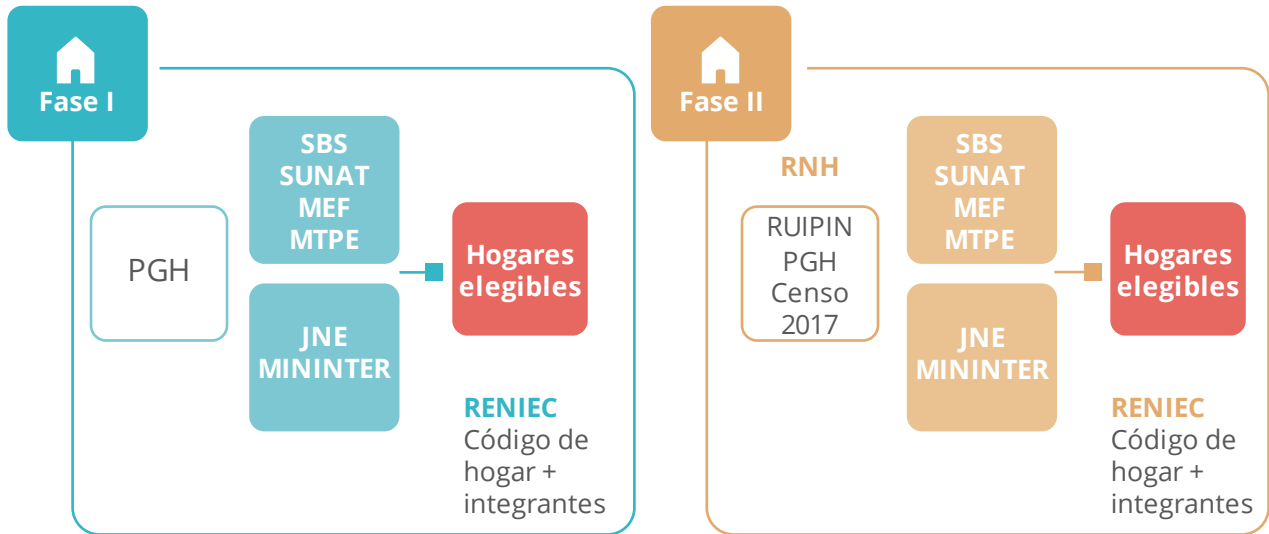 Fase I
PGH
SBS
SUNAT
MEF
MTPE
JNE
MININTER
Hogares
elegibles
RENIEC
Código de
hogar +
integrantes
Fase II
RNH
RUIPIN
PGH
Censo
2017
SBS
SUNAT
MEF
MTPE
JNE
MININTER
Hogares
elegibles
RENIEC
Código de
hogar +
integrantes